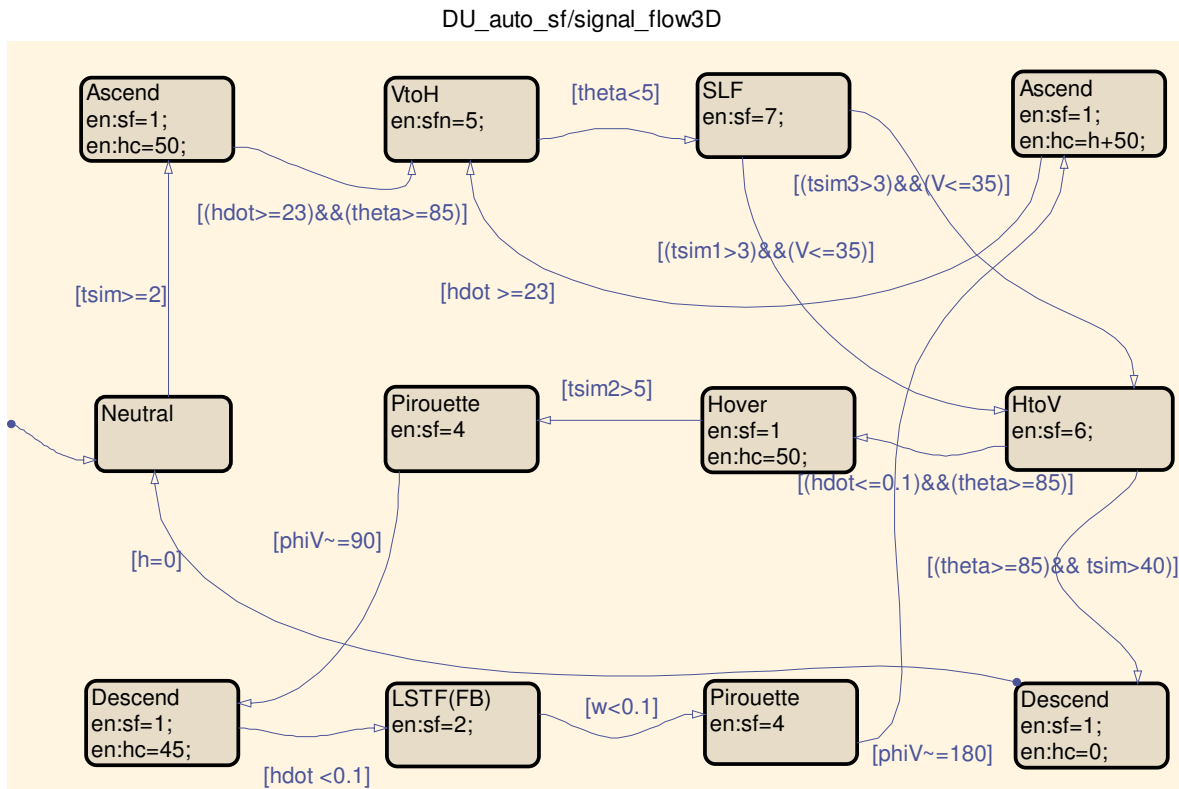 DU_auto_sf/signal_flow3D
Ascend
en:sf=1;
en:hc=50;
VtoH
en:sfn=5;
[theta<5]
SLF
en:sf=7;
Ascend
en:sf=1;
en:hc=h+50;
[(hdot>=23)&&(theta>=85)]
[(tsim3>3)&&(V<=35)]
[(tsim1>3)&&(V<=35)]
[tsim>=2]
[hdot >=23]
Neutral
Pirouette
en:sf=4
[tsim2>5]
Hover
en:sf=1
en:hc=50;
HtoV
en:sf=6;
[(hdot<=0.1)&&(theta>=85)]
[h=0]
[phiV~=90]
[(theta>=85)&& tsim>40)]
Descend
en:sf=1;
en:hc=45;
[hdot <0.1]
LSTF(FB)
en:sf=2;
[w<0.1]
Pirouette
en:sf=4
[phiV~=180]
Descend
en:sf=1;
en:hc=0;